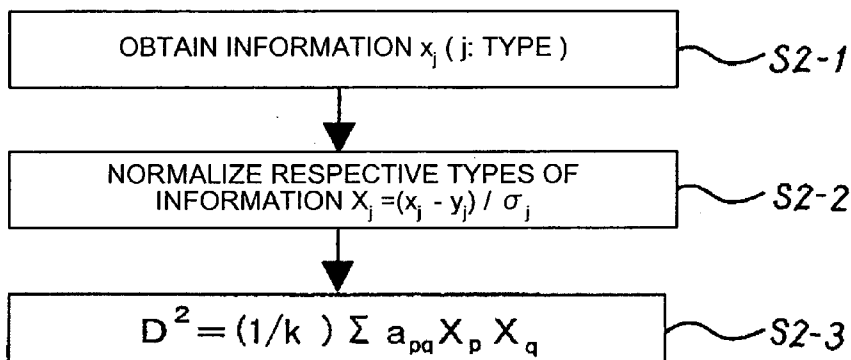 OBTAIN INFORMATION xj ( j: TYPE )
S2-1
NORMALIZE RESPECTIVE TYPES OF
INFORMATION Xj =(xj - yj) / σj
S2-2
D² = (1/k ) Σ apq Xp Xq
S2-3